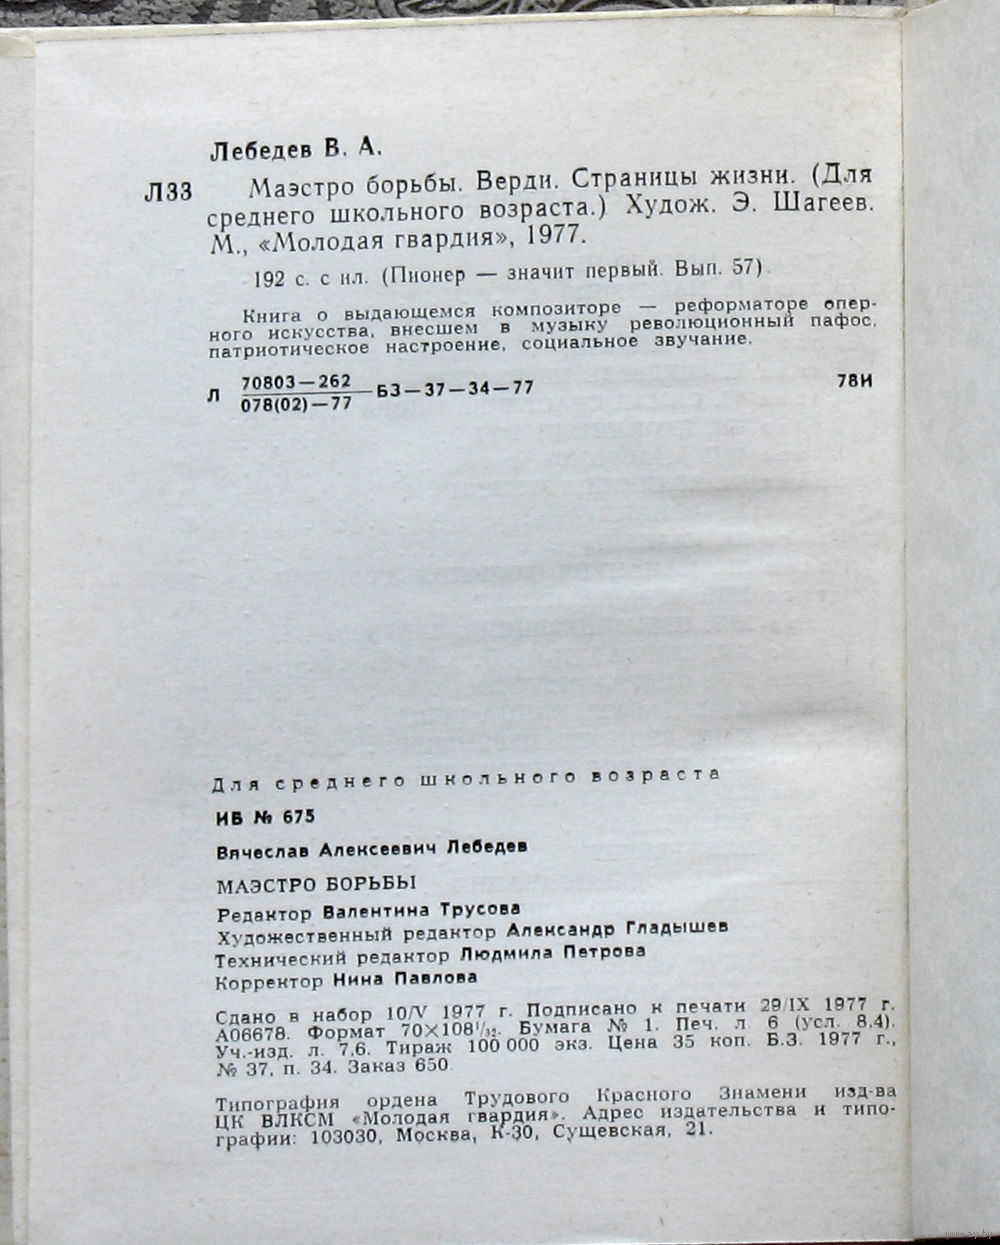 Лебедев В. А.
Л33 Маэстро борьбы. Верди. Страницы жизни. (Для
среднего школьного возраста.) Худож. Э. Шагеев.
М., «Молодая гвардия», 1977.
192 с. с ил. (Пионер — значит первый. Вып. 57).
Книга о выдающемся композиторе — реформаторе опер-
ного искусства, внесшем в музыку революционный пафос,
патриотическое настроение, социальное звучание.
70803—262
Л БЗ—37—34—77 78И
078(02)—77
Для среднего школьного возраста
ИБ № 675
Вячеслав Алексеевич Лебедев
МАЭСТРО БОРЬБЫ
Редактор Валентина Трусова
Художественный редактор Александр Гладышев
Технический редактор Людмила Петрова
Корректор Нина Павлова
Сдано в набор 10/V 1977 г. Подписано к печати 29/IX 1977 г.
А06678. Формат 70×108¹/₃₂. Бумага № 1. Печ. л. 6 (усл. 8,4).
Уч.-изд. л. 7,6. Тираж 100 000 экз. Цена 35 коп. Б.З. 1977 г.,
№ 37, п. 34. Заказ 650.
Типография ордена Трудового Красного Знамени изд-ва
ЦК ВЛКСМ «Молодая гвардия». Адрес издательства и типо-
графии: 103030, Москва, К-30, Сущевская, 21.